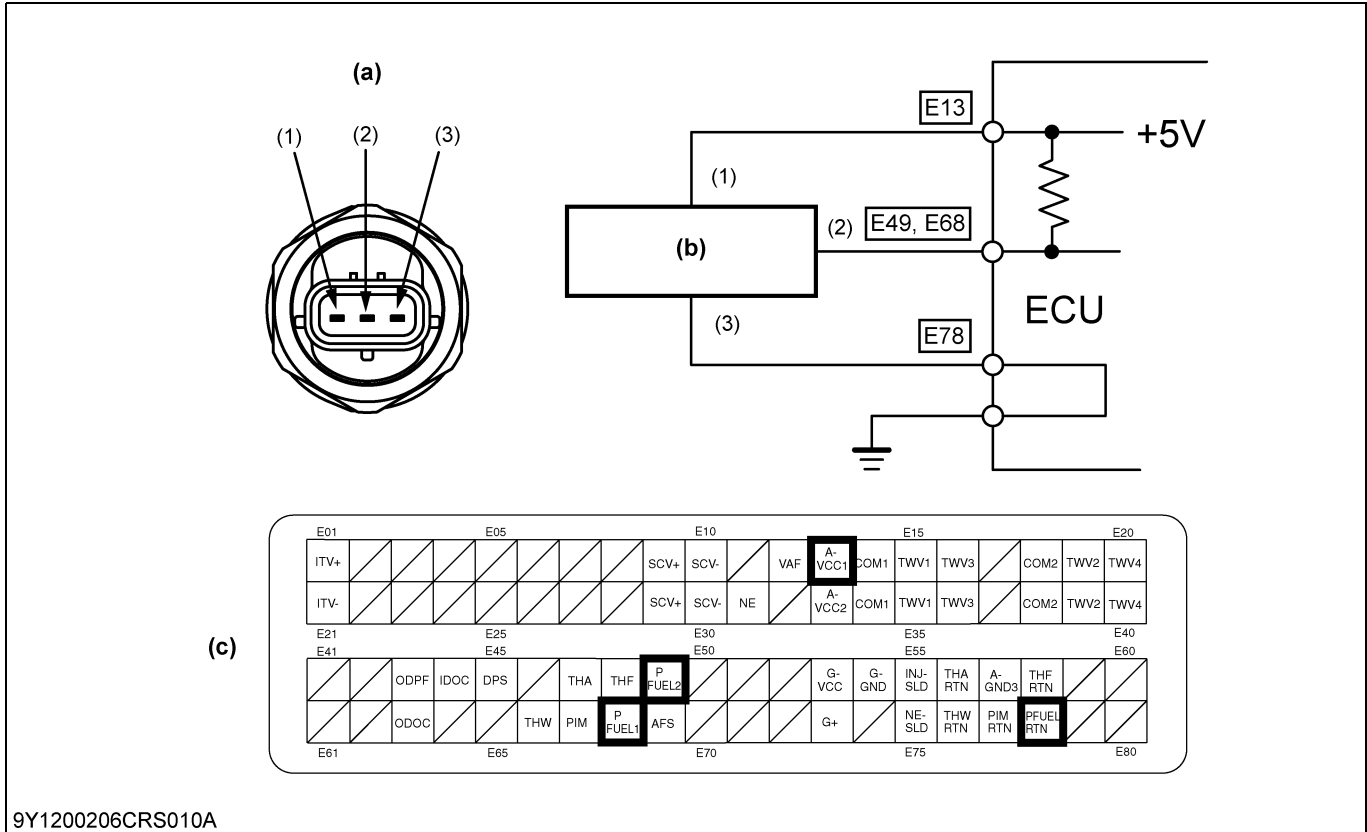 (a)
(1) (2) (3)
E13
+5V
(1)
(b)
(2) E49, E68
(3)
ECU
E78
(c)
E01 E05 E10 E15 E20
ITV+ SCV+ SCV- VAF A-VCC1 COM1 TWV1 TWV3 COM2 TWV2 TWV4
ITV- SCV+ SCV- NE A-VCC2 COM1 TWV1 TWV3 COM2 TWV2 TWV4
E21 E25 E30 E35 E40
E41 E45 E50 E55 E60
ODPF IDOC DPS THA THF P FUEL2 G-VCC G-GND INJ-SLD THA RTN A-GND3 THF RTN
ODOC THW PIM P FUEL1 AFS G+ NE-SLD THW RTN PIM RTN PFUEL RTN
E61 E65 E70 E75 E80
9Y1200206CRS010A